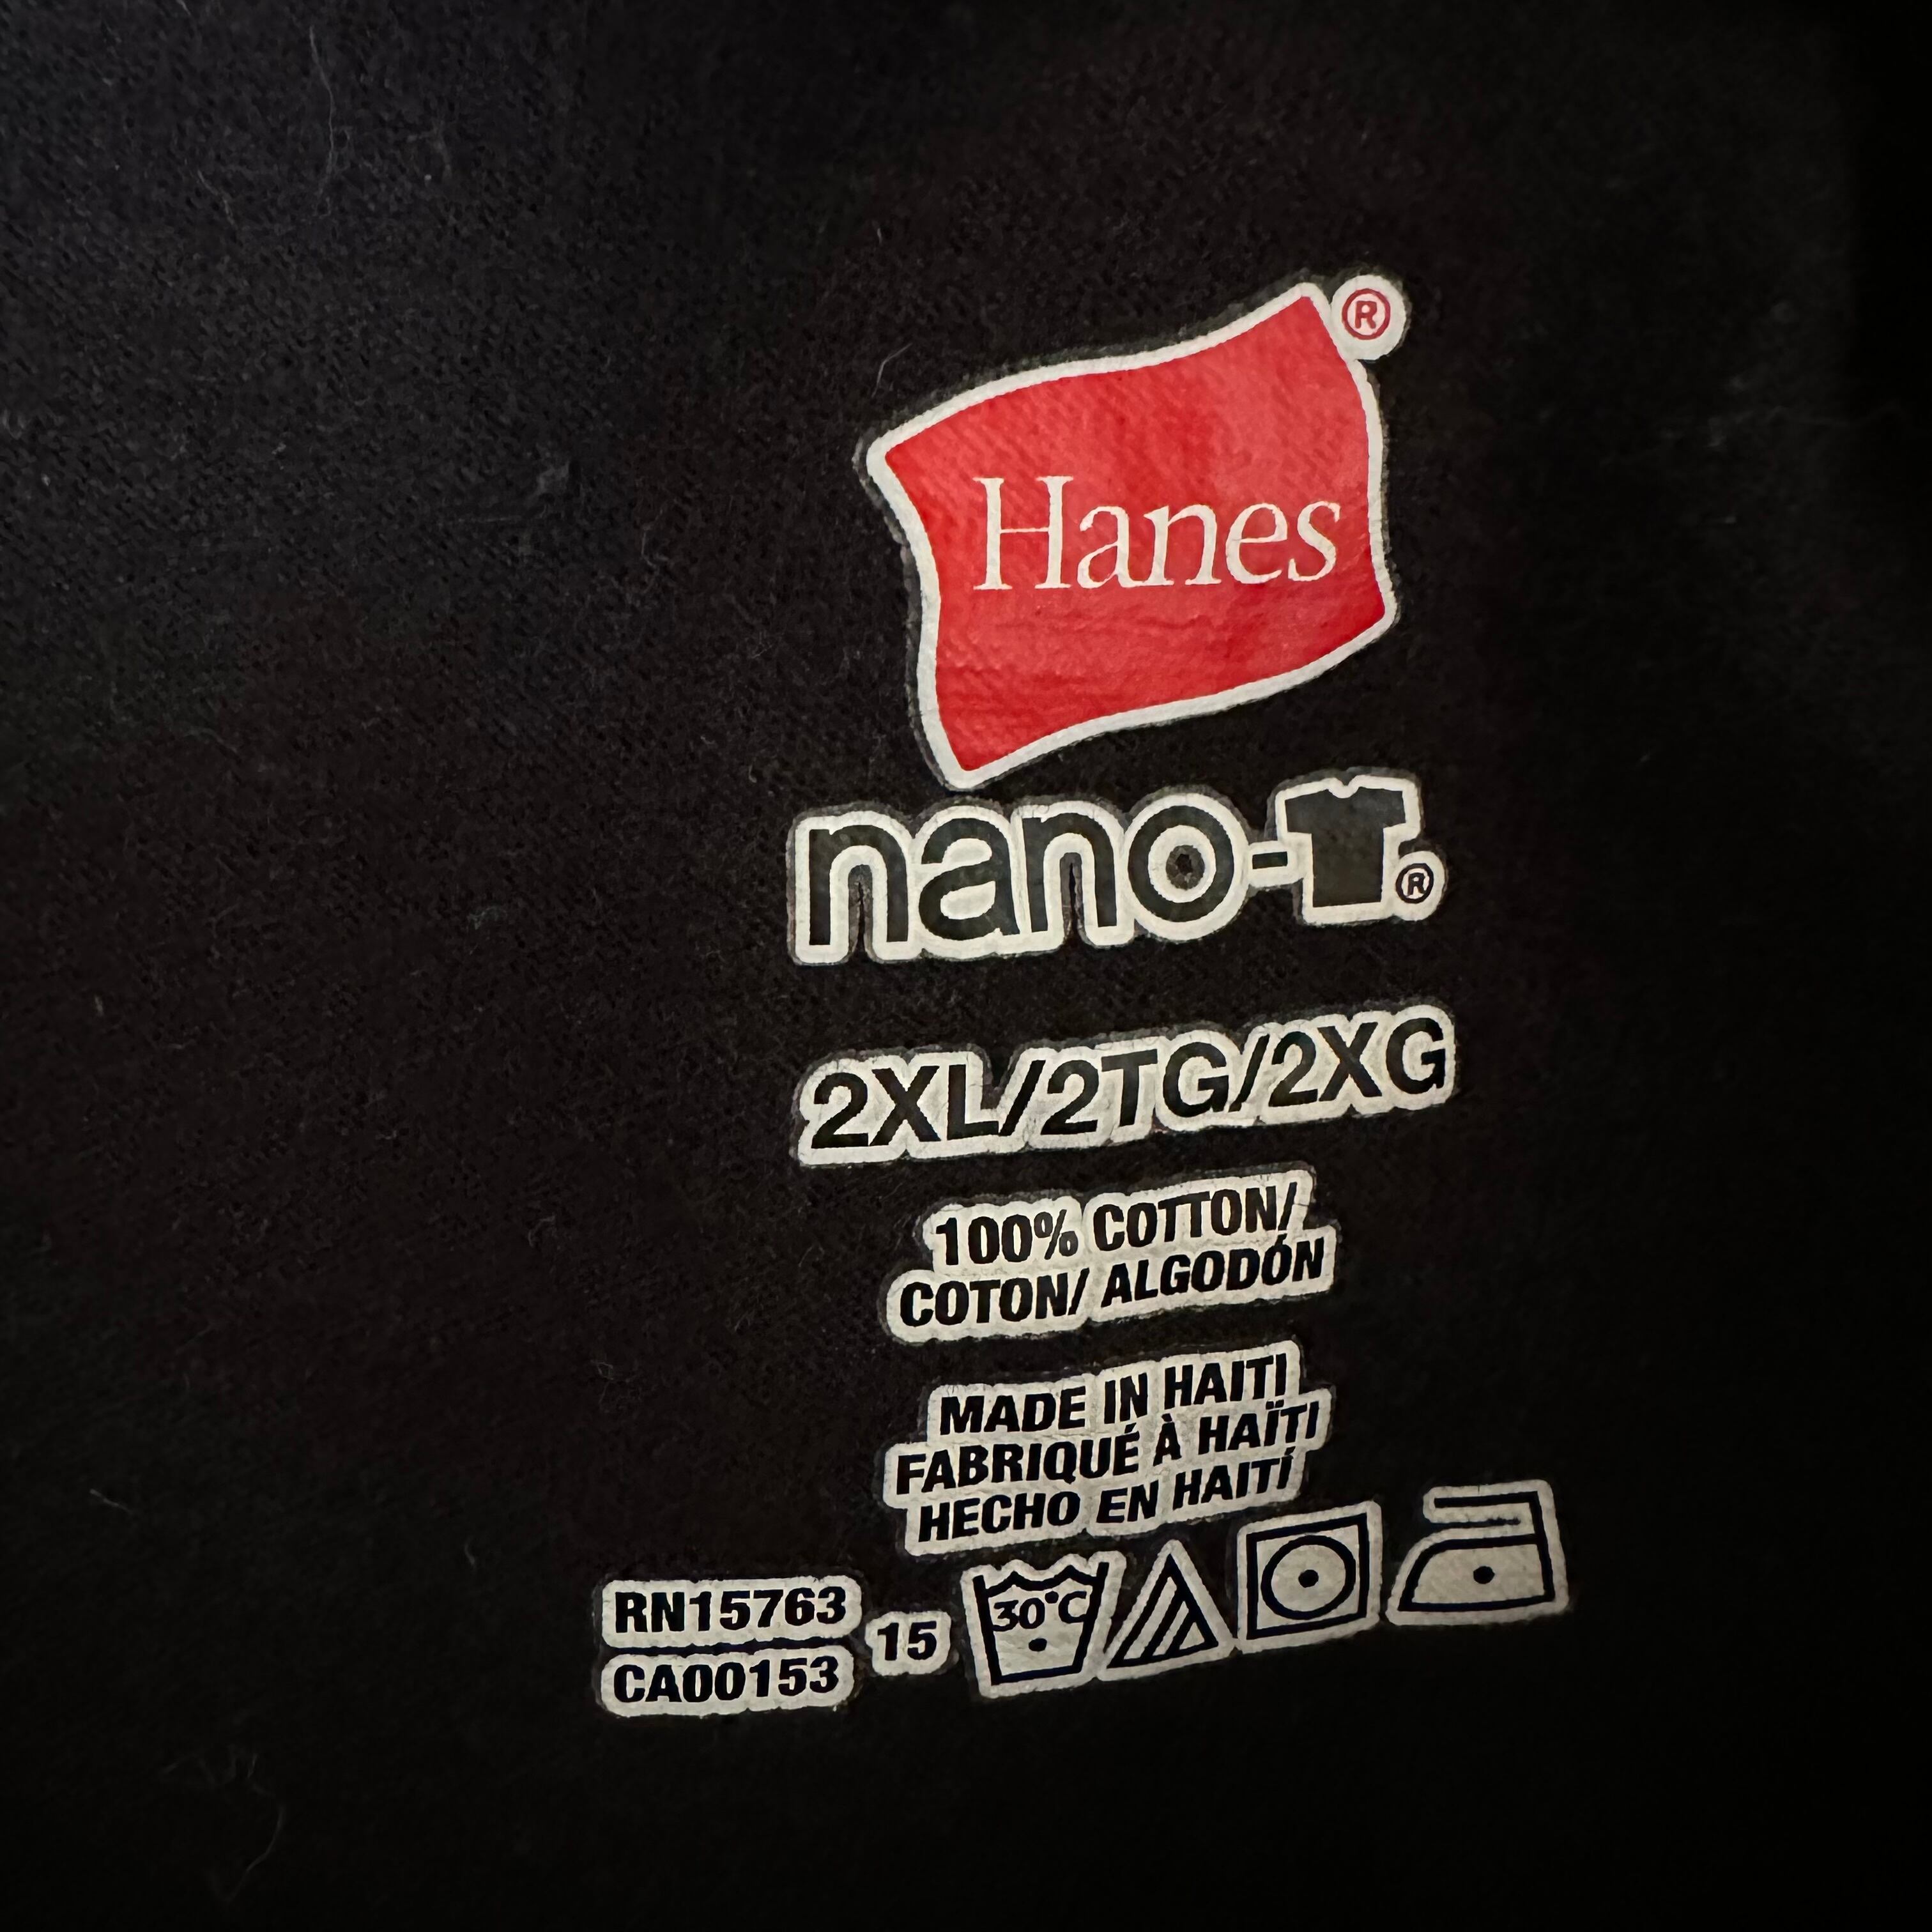 Hanes®
nano-T®
2XL/2TG/2XG
100% COTTON/
COTON/ ALGODÓN
MADE IN HAITI
FABRIQUÉ À HAÏTI
HECHO EN HAITÍ
RN15763
CA00153
15
30°C